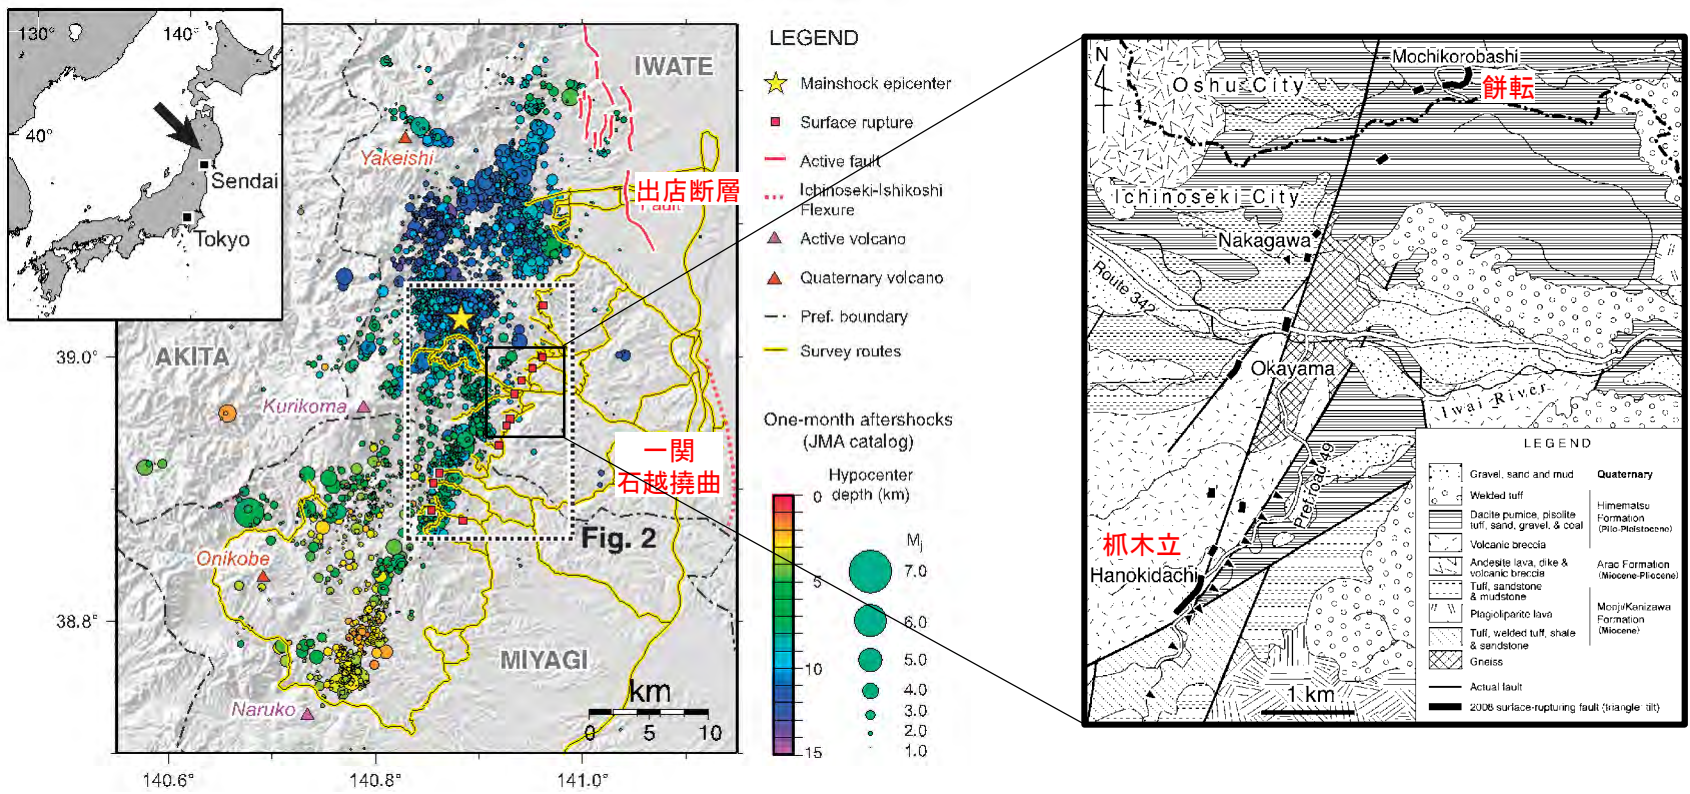 130°
140°
40°
Sendai
Tokyo
IWATE
Yakeishi
出店断層
Fault
AKITA
39.0°
Kurikoma
一関
石越撓曲
Fig. 2
Onikobe
38.8°
MIYAGI
Naruko
km
0 5 10
140.6° 140.8° 141.0°
LEGEND
Mainshock epicenter
Surface rupture
Active fault
Ichinoseki-Ishikoshi
Flexure
Active volcano
Quaternary volcano
Pref. boundary
Survey routes
One-month aftershocks
(JMA catalog)
Hypocenter
depth (km)
0
5
10
15
Mj
7.0
6.0
5.0
4.0
3.0
2.0
1.0
N
Mochikorobashi
餅転
Oshu City
Ichinoseki City
Nakagawa
Route 342
Okayama
Iwai River
Pref. road 49
枛木立
Hanokidachi
1 km
LEGEND
Gravel, sand and mud Quaternary
Welded tuff
Dacite pumice, pisolite
tuff, sand, gravel, & coal
Himematsu
Formation
(Plio-Pleistocene)
Volcanic breccia
Andesite lava, dike &
volcanic breccia
Arao Formation
(Miocene-Pliocene)
Tuff, sandstone
& mudstone
Plagioliparite lava
Monji/Kanizawa
Formation
(Miocene)
Tuff, welded tuff, shale
& sandstone
Gneiss
Actual fault
2008 surface-rupturing fault (triangle: tilt)